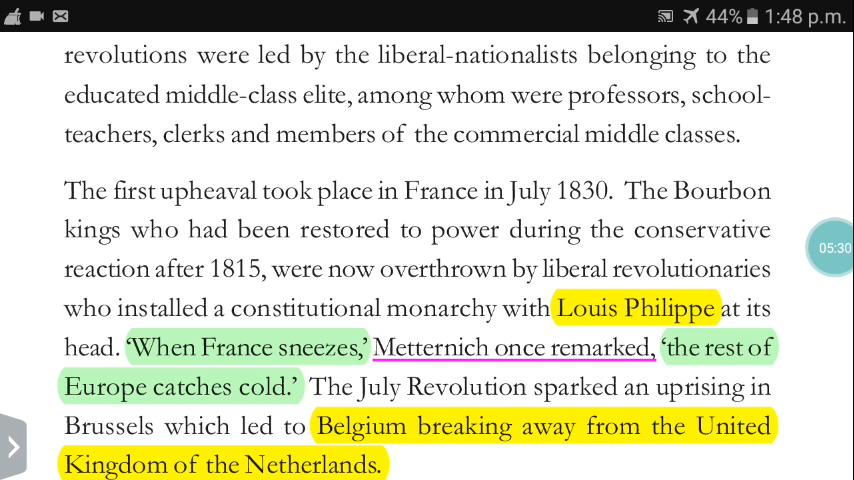 44% 1:48 p.m.
revolutions were led by the liberal-nationalists belonging to the
educated middle-class elite, among whom were professors, school-
teachers, clerks and members of the commercial middle classes.
The first upheaval took place in France in July 1830. The Bourbon
kings who had been restored to power during the conservative
reaction after 1815, were now overthrown by liberal revolutionaries
who installed a constitutional monarchy with Louis Philippe at its
head. ‘When France sneezes,’ Metternich once remarked, ‘the rest of
Europe catches cold.’ The July Revolution sparked an uprising in
Brussels which led to Belgium breaking away from the United
Kingdom of the Netherlands.
05:30